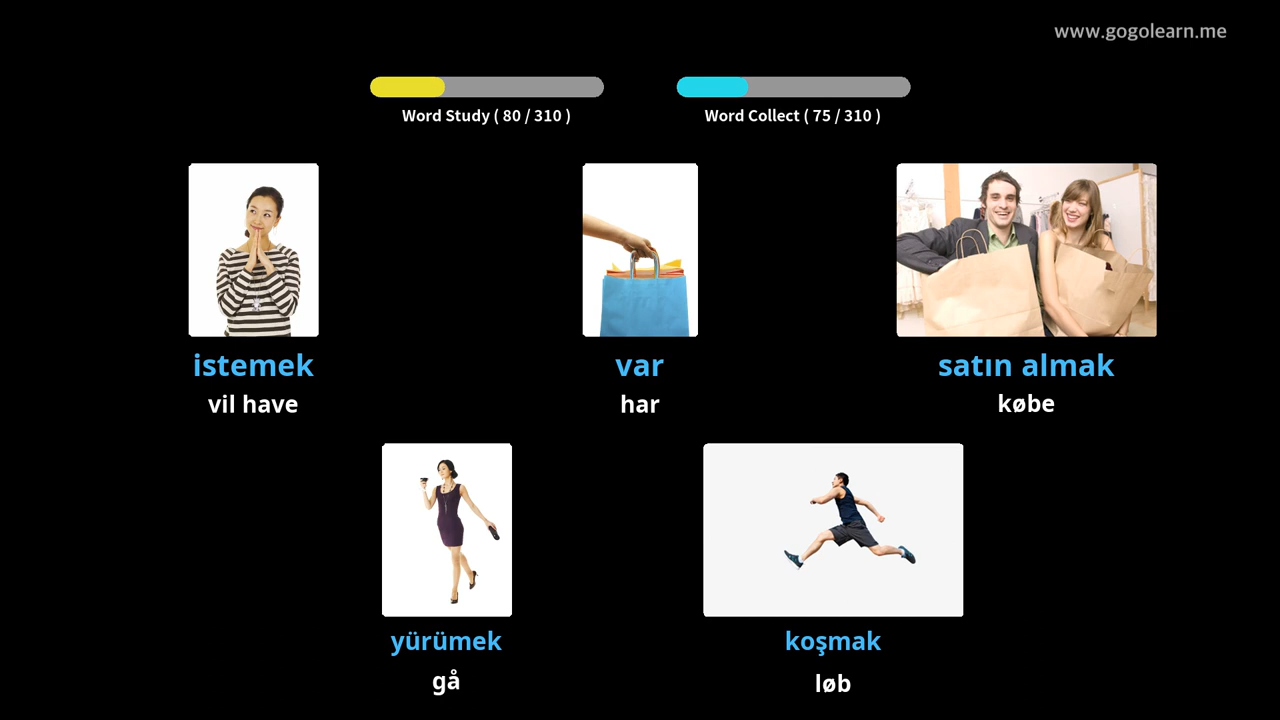 www.gogolearn.me
Word Study ( 80 / 310 )
Word Collect ( 75 / 310 )
istemek
vil have
var
har
satın almak
købe
yürümek
gå
koşmak
løb